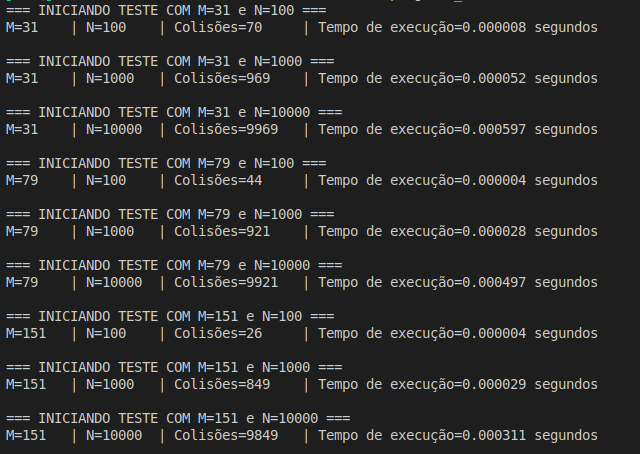 === INICIANDO TESTE COM M=31 e N=100 ===
M=31    | N=100    | Colisões=70     | Tempo de execução=0.000008 segundos
=== INICIANDO TESTE COM M=31 e N=1000 ===
M=31    | N=1000   | Colisões=969    | Tempo de execução=0.000052 segundos
=== INICIANDO TESTE COM M=31 e N=10000 ===
M=31    | N=10000  | Colisões=9969   | Tempo de execução=0.000597 segundos
=== INICIANDO TESTE COM M=79 e N=100 ===
M=79    | N=100    | Colisões=44     | Tempo de execução=0.000004 segundos
=== INICIANDO TESTE COM M=79 e N=1000 ===
M=79    | N=1000   | Colisões=921    | Tempo de execução=0.000028 segundos
=== INICIANDO TESTE COM M=79 e N=10000 ===
M=79    | N=10000  | Colisões=9921   | Tempo de execução=0.000497 segundos
=== INICIANDO TESTE COM M=151 e N=100 ===
M=151   | N=100    | Colisões=26     | Tempo de execução=0.000004 segundos
=== INICIANDO TESTE COM M=151 e N=1000 ===
M=151   | N=1000   | Colisões=849    | Tempo de execução=0.000029 segundos
=== INICIANDO TESTE COM M=151 e N=10000 ===
M=151   | N=10000  | Colisões=9849   | Tempo de execução=0.000311 segundos